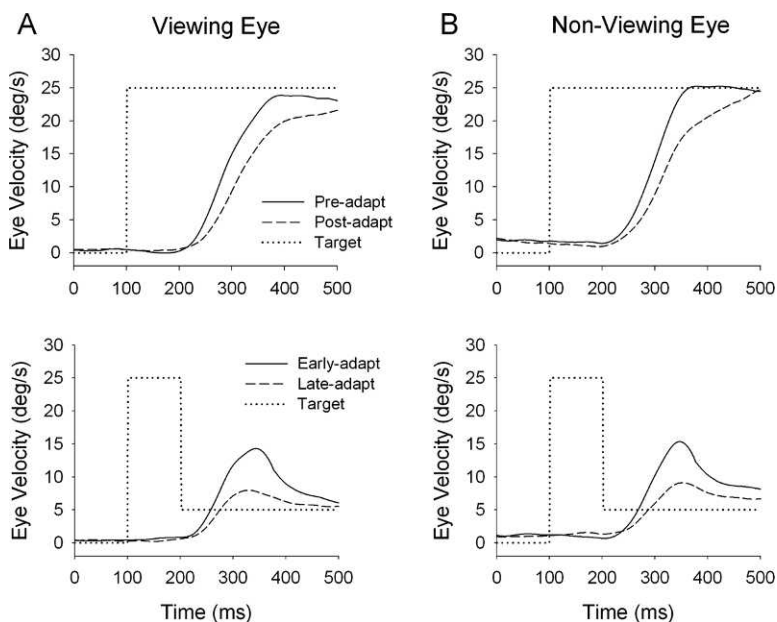 A Viewing Eye
B Non-Viewing Eye
30
25
20
15
10
5
0
Eye Velocity (deg/s)
Pre-adapt
Post-adapt
Target
0 100 200 300 400 500
30
25
20
15
10
5
0
Eye Velocity (deg/s)
0 100 200 300 400 500
30
25
20
15
10
5
0
Eye Velocity (deg/s)
Early-adapt
Late-adapt
Target
0 100 200 300 400 500
Time (ms)
30
25
20
15
10
5
0
Eye Velocity (deg/s)
0 100 200 300 400 500
Time (ms)